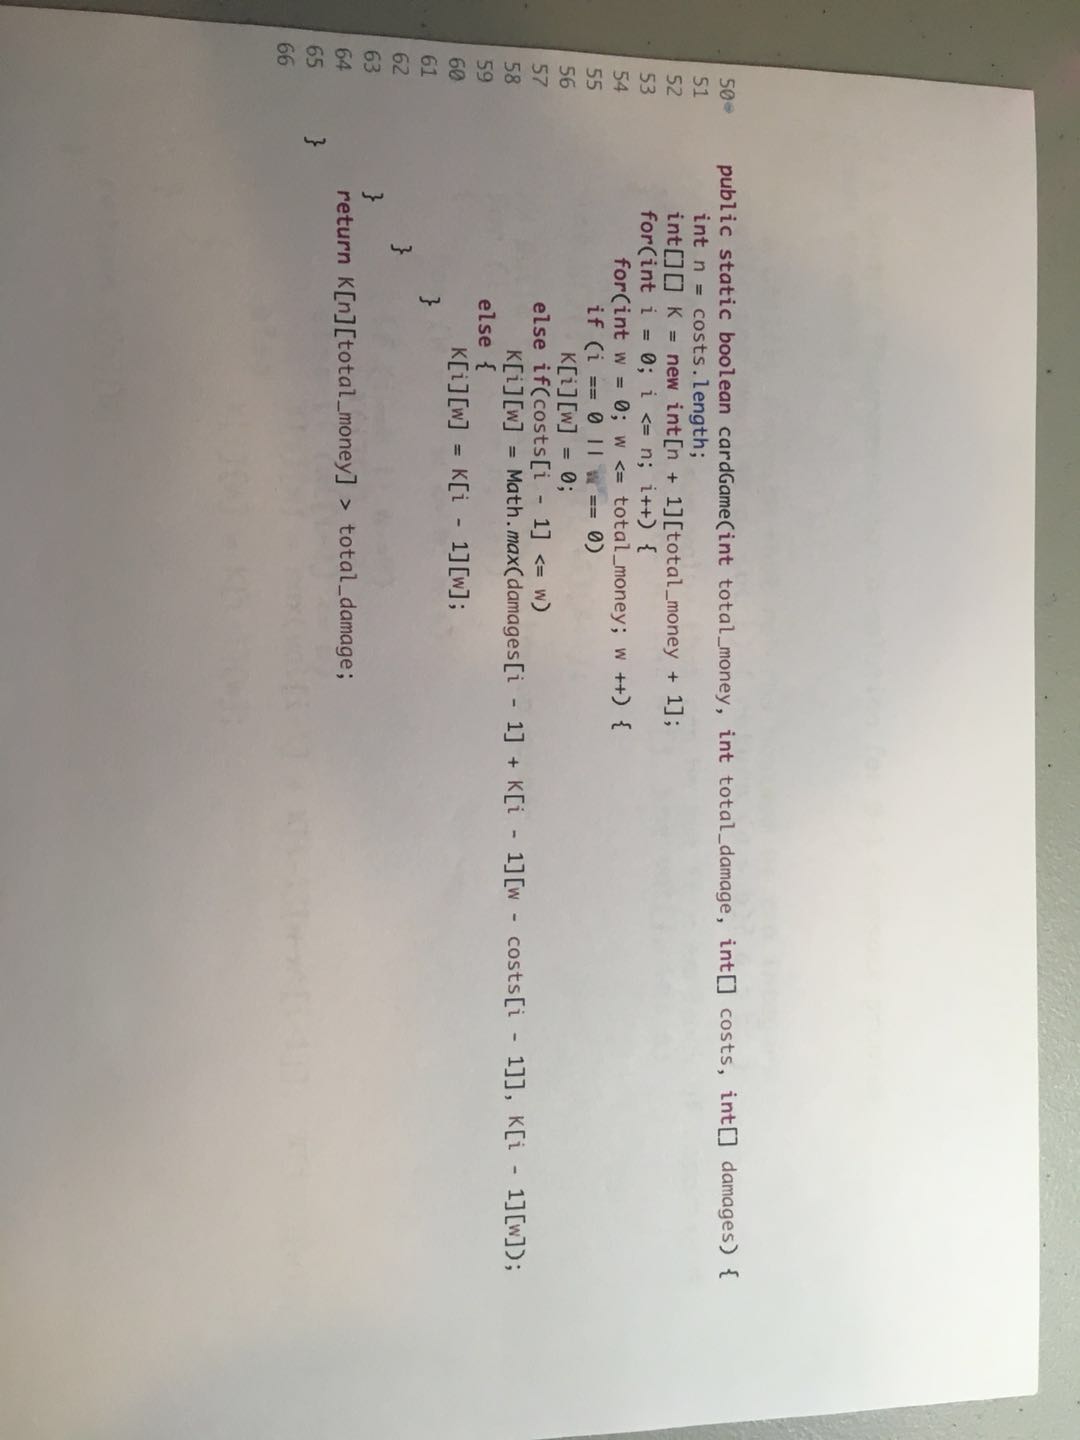 50 public static boolean cardGame(int total_money, int total_damage, int[] costs, int[] damages) {
51 int n = costs.length;
52 int[][] K = new int[n + 1][total_money + 1];
53 for(int i = 0; i <= n; i++) {
54 for(int w = 0; w <= total_money; w ++) {
55 if (i == 0 || w == 0)
56 K[i][w] = 0;
57 else if(costs[i - 1] <= w)
58 K[i][w] = Math.max(damages[i - 1] + K[i - 1][w - costs[i - 1]], K[i - 1][w]);
59 else {
60 K[i][w] = K[i - 1][w];
61 }
62 }
63 }
64 return K[n][total_money] > total_damage;
65 }
66